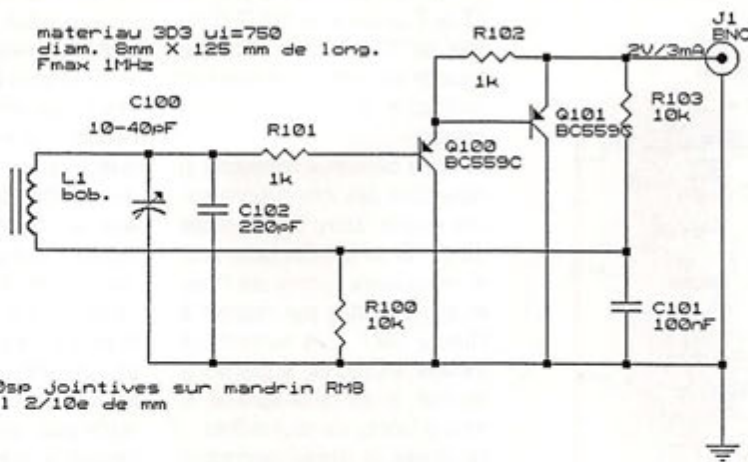 materiau 3D3 ui=750
diam. 8mm X 125 mm de long.
Fmax 1MHz
C100
10-40pF
R101
1k
R102
1k
Q100
BC559C
Q101
BC559C
J1
BNC
2V/3mA
R103
10k
L1
bob.
C102
220pF
R100
10k
C101
100nF
jointives sur mandrin RM8
2/10e de mm